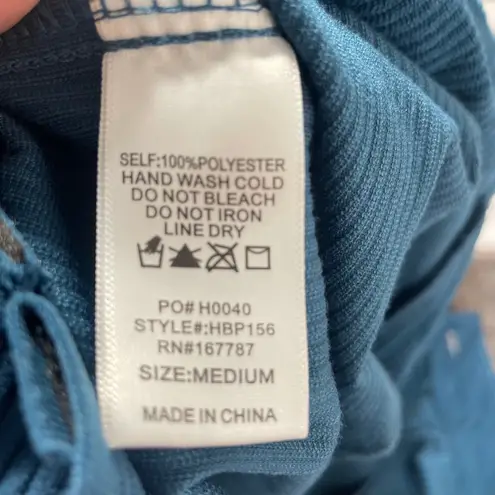 SELF:100%POLYESTER
HAND WASH COLD
DO NOT BLEACH
DO NOT IRON
LINE DRY
PO# H0040
STYLE#:HBP156
RN#167787
SIZE:MEDIUM
MADE IN CHINA